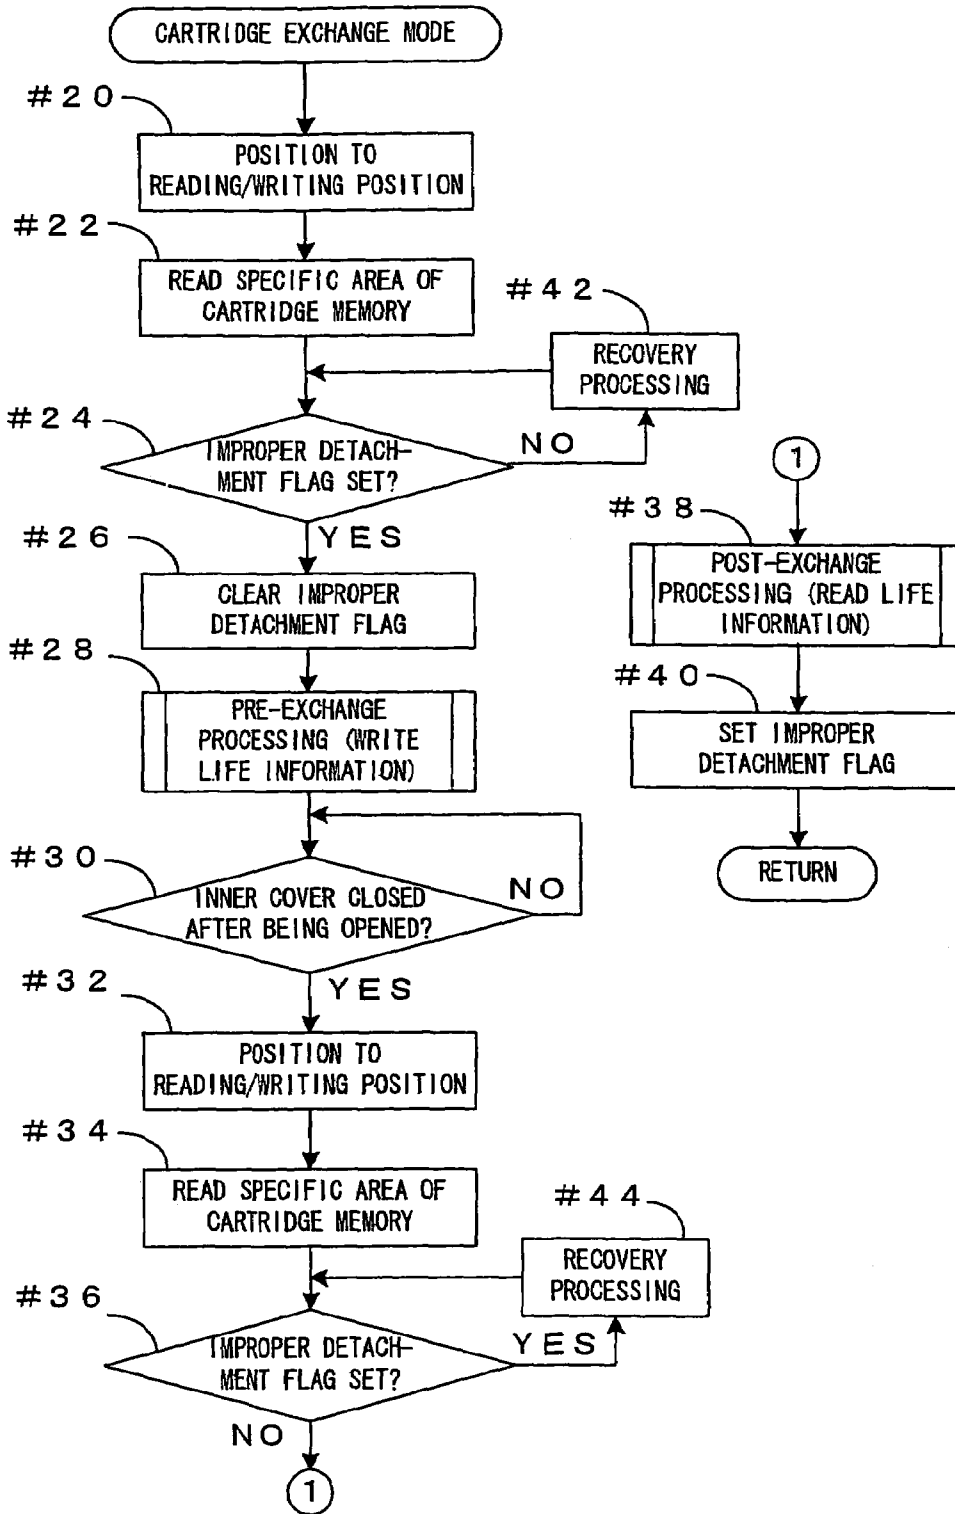 CARTRIDGE EXCHANGE MODE
#20
POSITION TO
READING/WRITING POSITION
#22
READ SPECIFIC AREA OF
CARTRIDGE MEMORY
#42
RECOVERY
PROCESSING
#24
IMPROPER DETACH-
MENT FLAG SET?
NO
YES
#26
CLEAR IMPROPER
DETACHMENT FLAG
#28
PRE-EXCHANGE
PROCESSING (WRITE
LIFE INFORMATION)
#30
INNER COVER CLOSED
AFTER BEING OPENED?
NO
YES
#32
POSITION TO
READING/WRITING POSITION
#34
READ SPECIFIC AREA OF
CARTRIDGE MEMORY
#44
RECOVERY
PROCESSING
#36
IMPROPER DETACH-
MENT FLAG SET?
YES
NO
1
1
#38
POST-EXCHANGE
PROCESSING (READ LIFE
INFORMATION)
#40
SET IMPROPER
DETACHMENT FLAG
RETURN